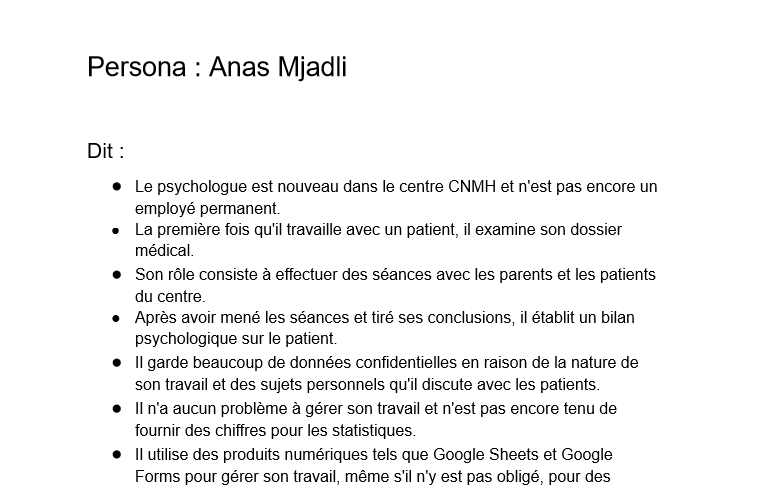 Persona : Anas Mjadli
Dit :
● Le psychologue est nouveau dans le centre CNMH et n'est pas encore un
employé permanent.
● La première fois qu'il travaille avec un patient, il examine son dossier
médical.
● Son rôle consiste à effectuer des séances avec les parents et les patients
du centre.
● Après avoir mené les séances et tiré ses conclusions, il établit un bilan
psychologique sur le patient.
● Il garde beaucoup de données confidentielles en raison de la nature de
son travail et des sujets personnels qu'il discute avec les patients.
● Il n'a aucun problème à gérer son travail et n'est pas encore tenu de
fournir des chiffres pour les statistiques.
● Il utilise des produits numériques tels que Google Sheets et Google
Forms pour gérer son travail, même s'il n'y est pas obligé, pour des